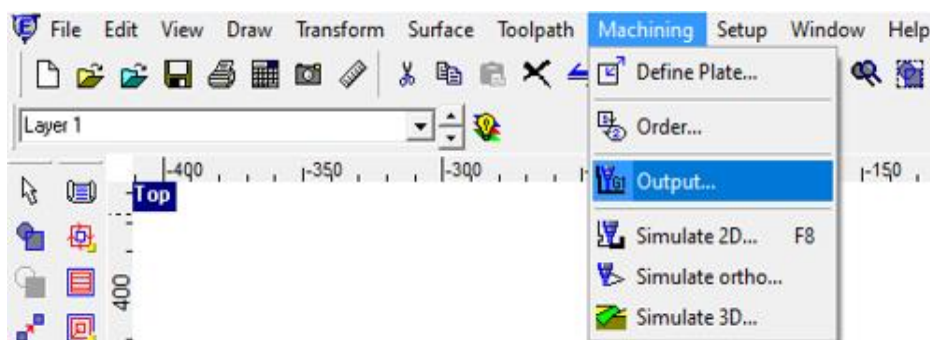 File Edit View Draw Transform Surface Toolpath Machining Setup Window Help
Define Plate...
Layer 1
Order...
-400 -350 -300 -150
Top
Output...
Simulate 2D... F8
Simulate ortho...
400
Simulate 3D...